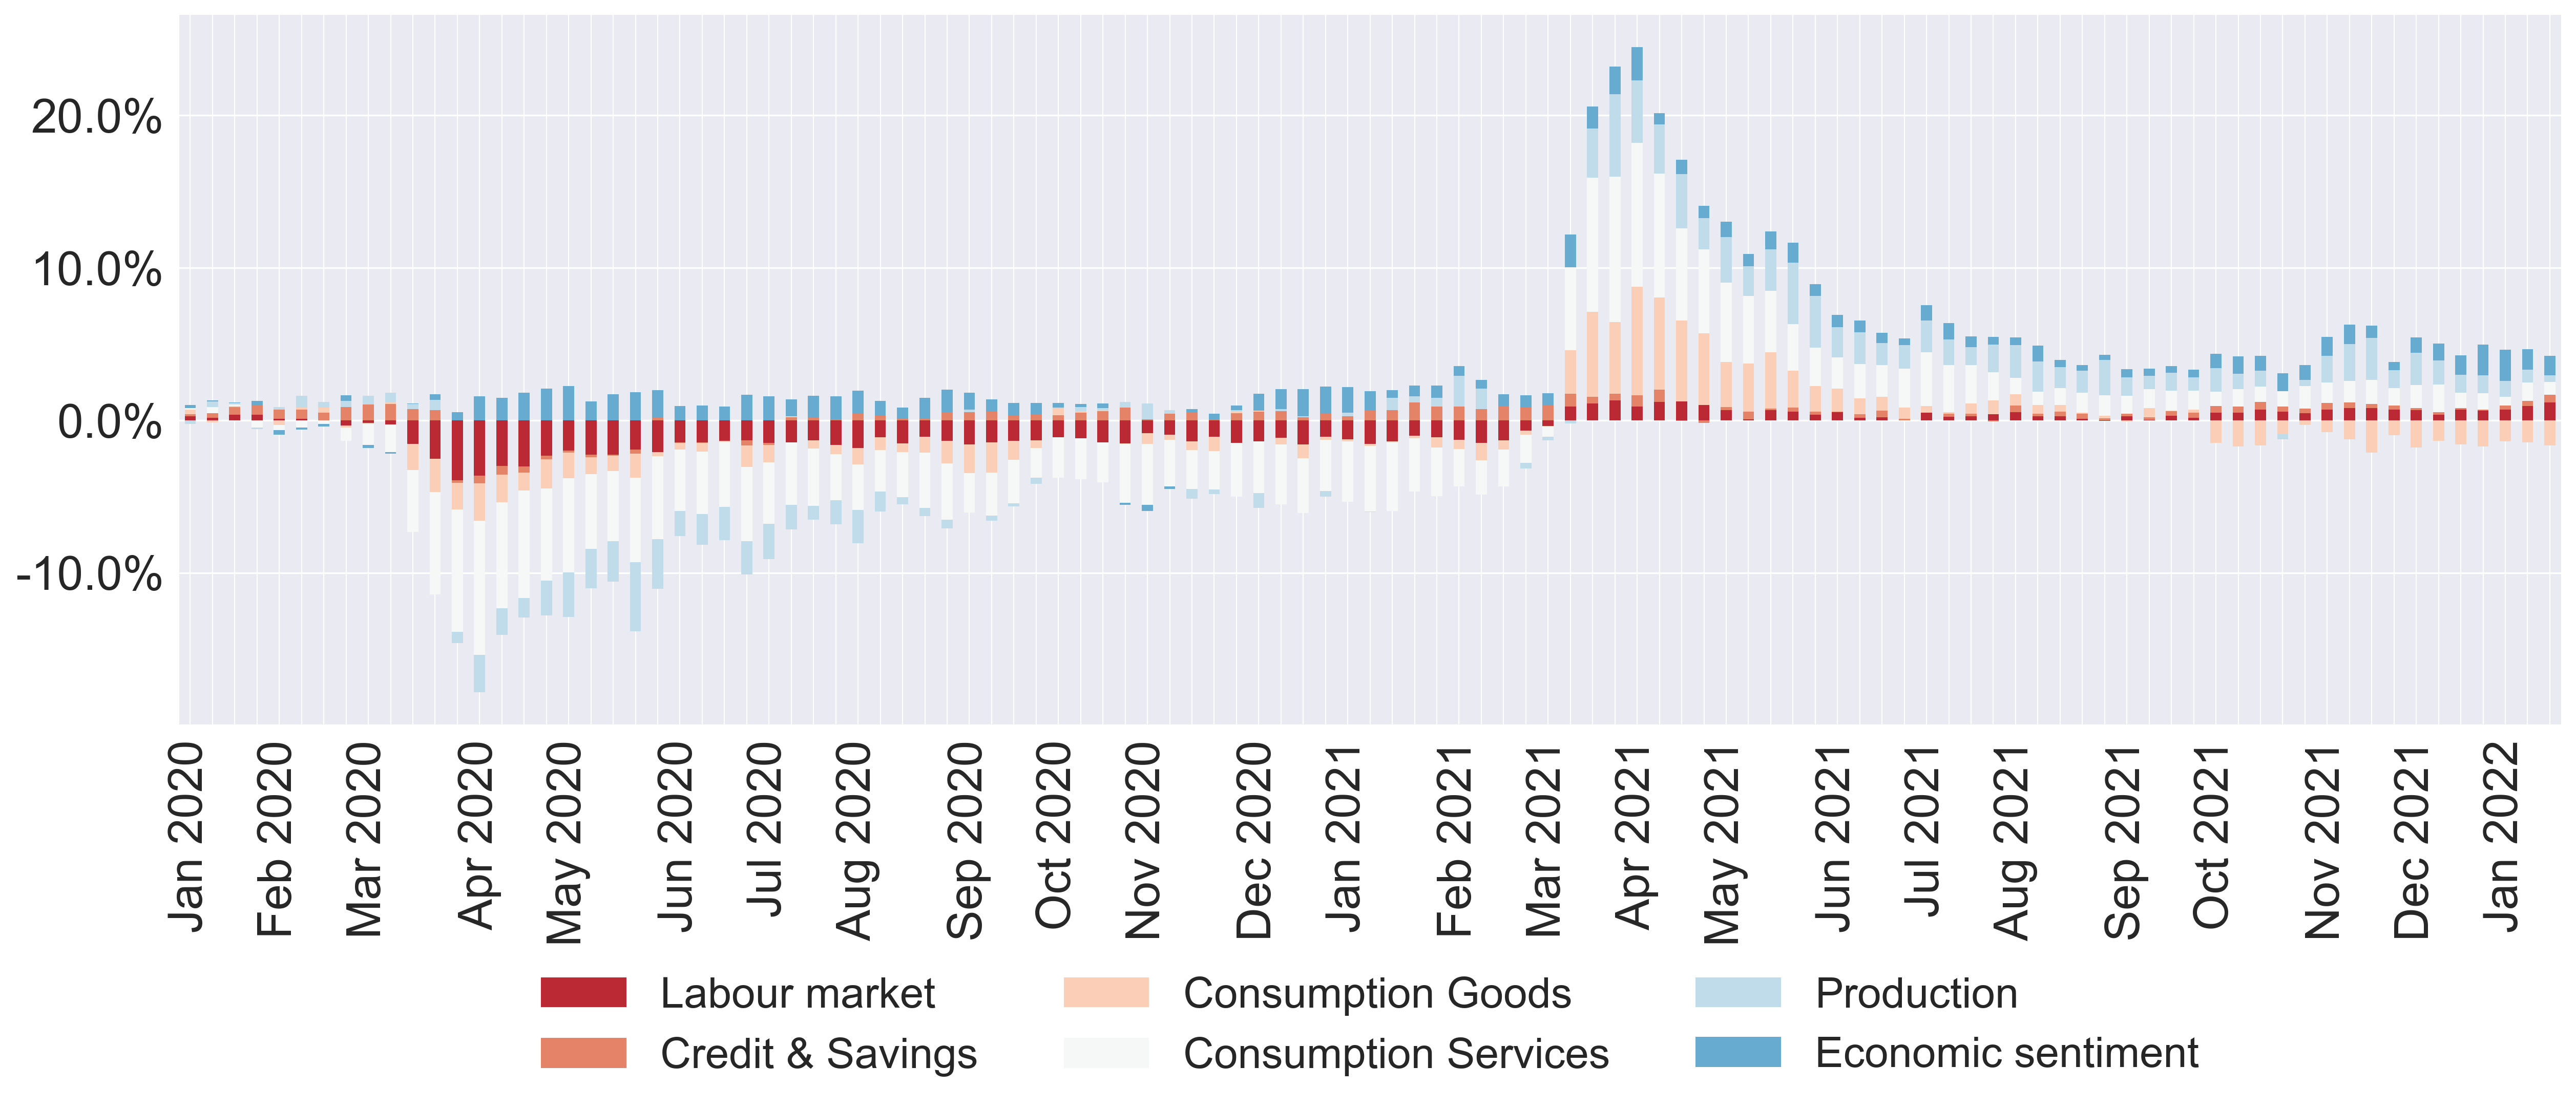 20.0%
10.0%
0.0%
-10.0%
Jan 2020
Feb 2020
Mar 2020
Apr 2020
May 2020
Jun 2020
Jul 2020
Aug 2020
Sep 2020
Oct 2020
Nov 2020
Dec 2020
Jan 2021
Feb 2021
Mar 2021
Apr 2021
May 2021
Jun 2021
Jul 2021
Aug 2021
Sep 2021
Oct 2021
Nov 2021
Dec 2021
Jan 2022
Labour market
Consumption Goods
Production
Credit & Savings
Consumption Services
Economic sentiment